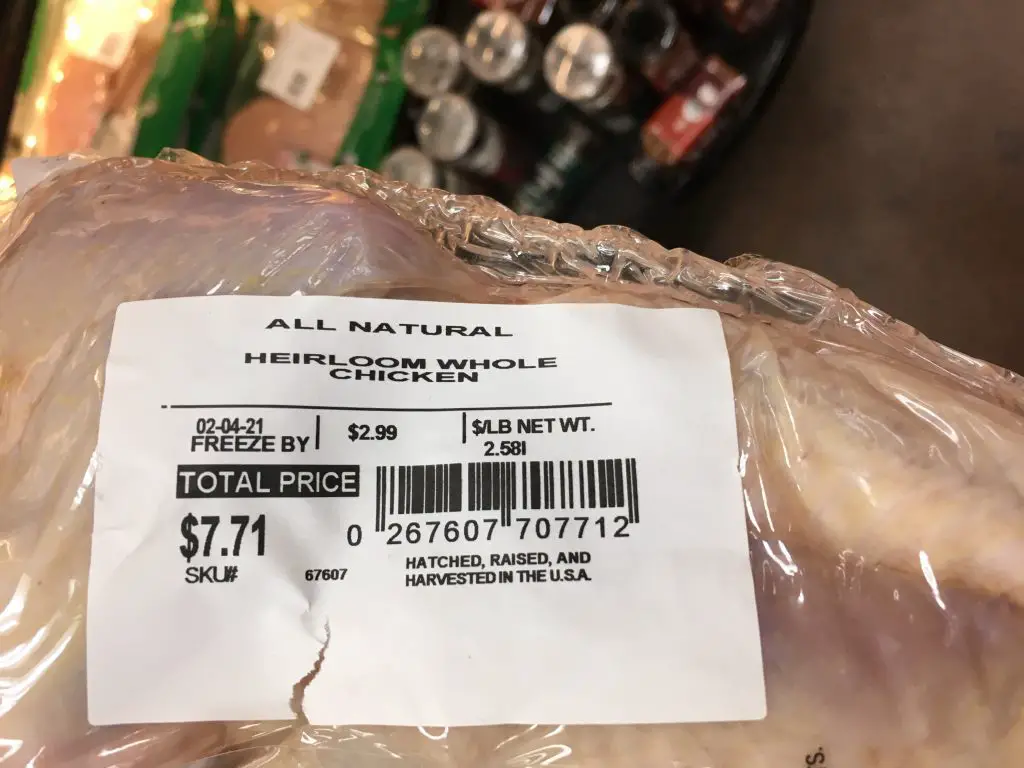 ALL NATURAL
HEIRLOOM WHOLE
CHICKEN
02-04-21
FREEZE BY
$2.99
$/LB NET WT.
2.58l
TOTAL PRICE
$7.71
0 267607 707712
SKU# 67607
HATCHED, RAISED, AND
HARVESTED IN THE U.S.A.